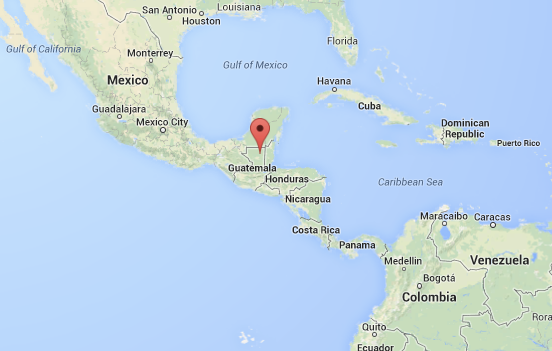 San Antonio
Louisiana
Houston
Gulf of California
Florida
Monterrey
Gulf of Mexico
Mexico
Havana
Guadalajara
Cuba
Mexico City
Dominican
Republic
Puerto Rico
Guatemala
Honduras
Caribbean Sea
Nicaragua
Maracaibo
Caracas
Costa Rica
Panama
Medellin
Venezuela
Bogotá
Colombia
Rora
Quito
Ecuador